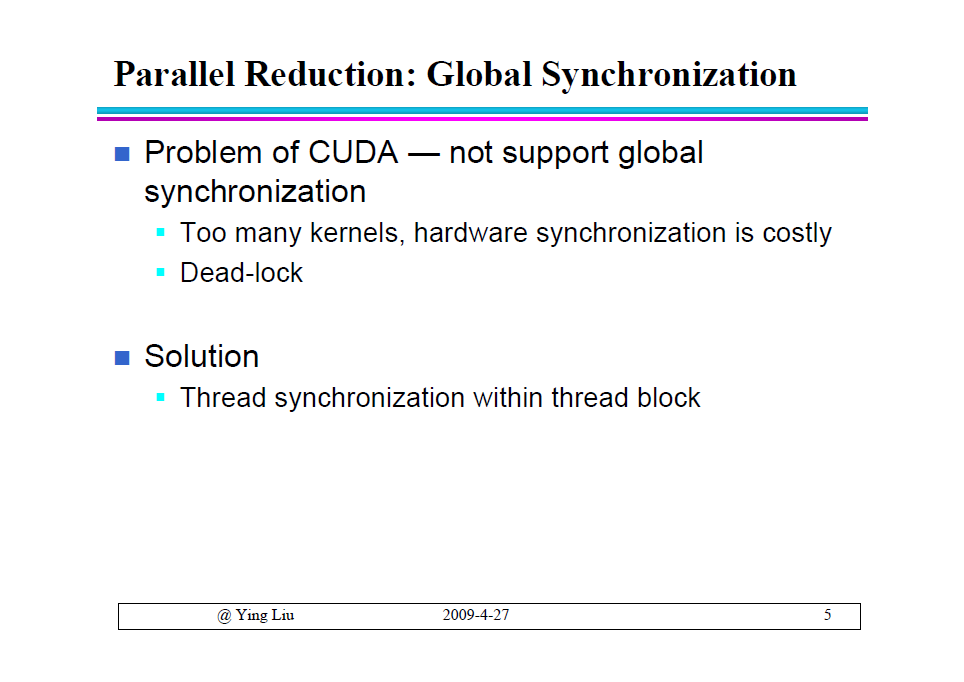 Parallel Reduction: Global Synchronization
Problem of CUDA — not support global
synchronization
Too many kernels, hardware synchronization is costly
Dead-lock
Solution
Thread synchronization within thread block
@ Ying Liu 2009-4-27 5